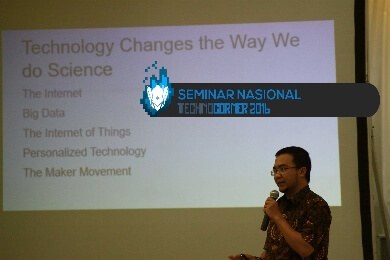 Technology Changes the Way We
do Science
The Internet
Big Data
The Internet of Things
Personalized Technology
The Maker Movement
SEMINAR NASIONAL
TECHNOCORNER 2016